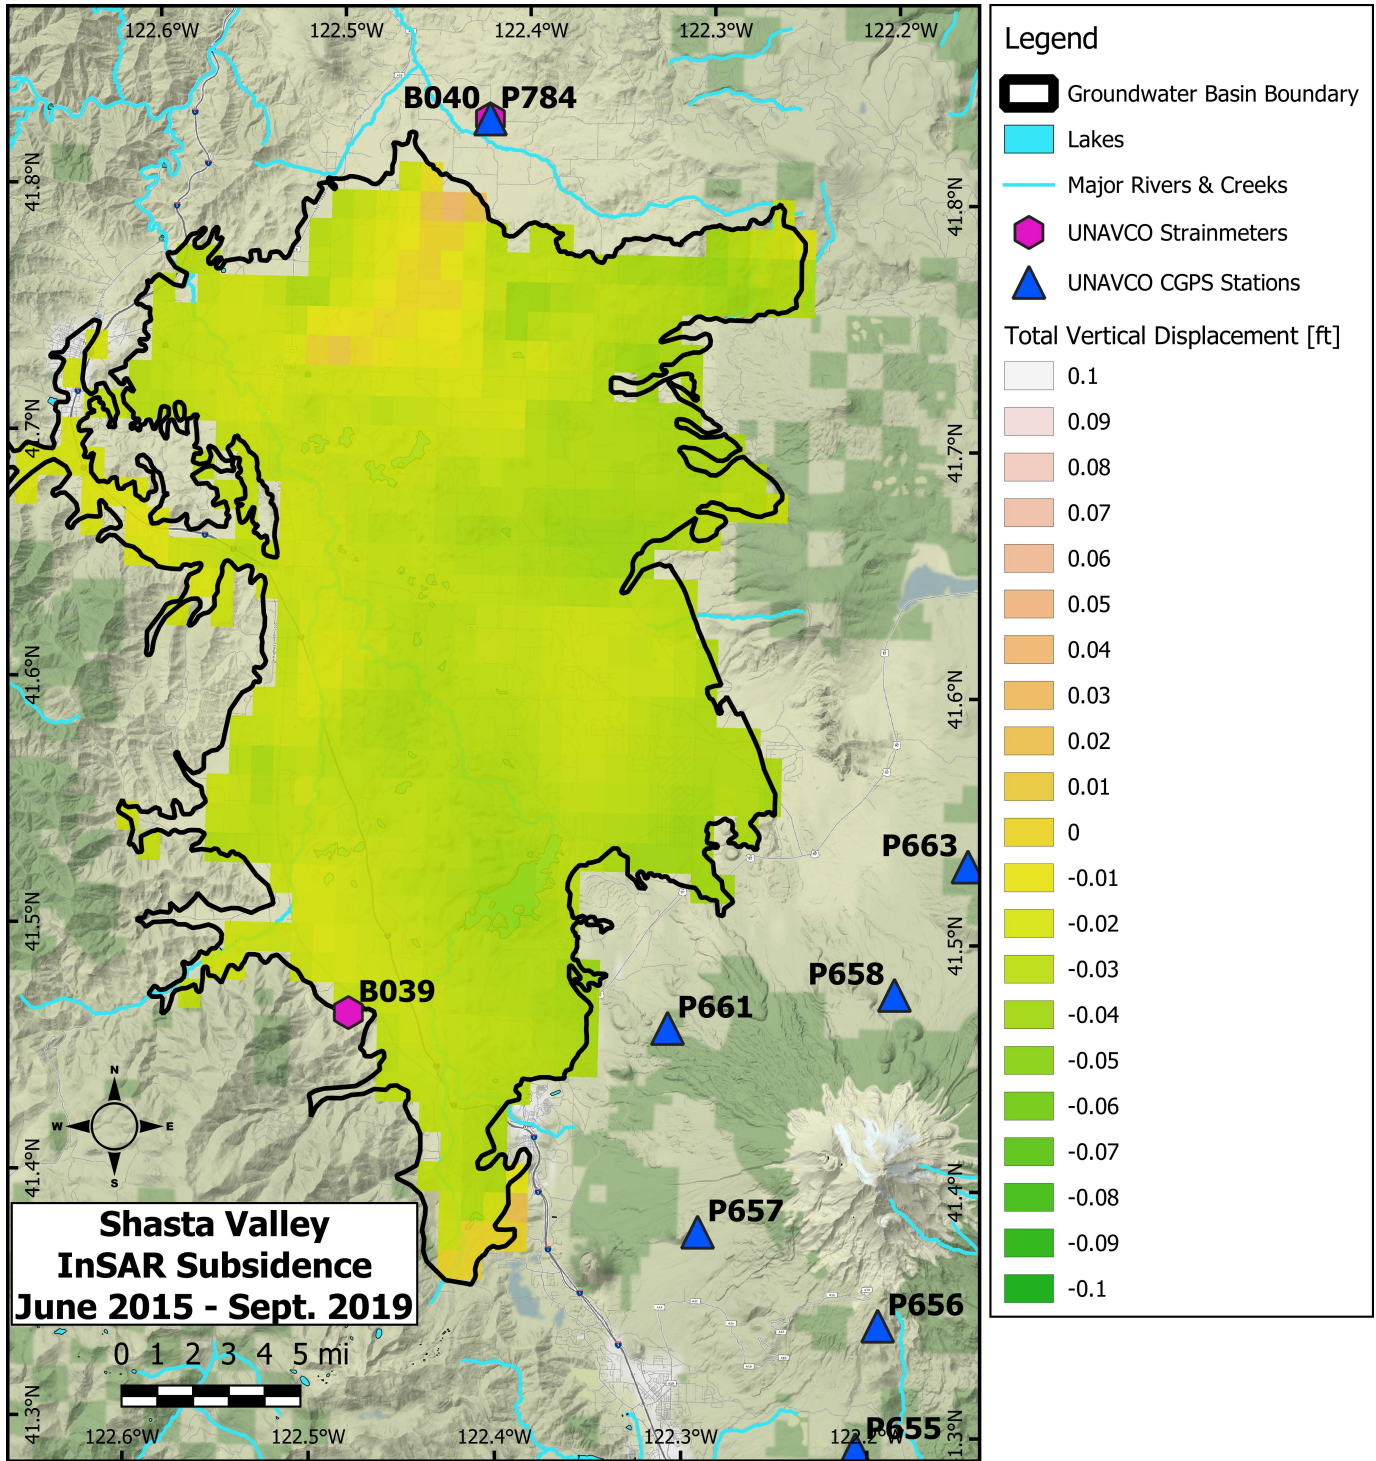 122.6°W 122.5°W 122.4°W 122.3°W 122.2°W
B040 P784
41.8°N
41.8°N
41.7°N
41.7°N
41.6°N
41.6°N
P663
41.5°N
41.5°N
P658
B039
P661
N
W E
S
41.4°N
41.4°N
P657
Shasta Valley
InSAR Subsidence
June 2015 - Sept. 2019
P656
0 1 2 3 4 5 mi
41.3°N
P655
41.3°N
122.6°W 122.5°W 122.4°W 122.3°W 122.2°W
Legend
Groundwater Basin Boundary
Lakes
Major Rivers & Creeks
UNAVCO Strainmeters
UNAVCO CGPS Stations
Total Vertical Displacement [ft]
0.1
0.09
0.08
0.07
0.06
0.05
0.04
0.03
0.02
0.01
0
-0.01
-0.02
-0.03
-0.04
-0.05
-0.06
-0.07
-0.08
-0.09
-0.1